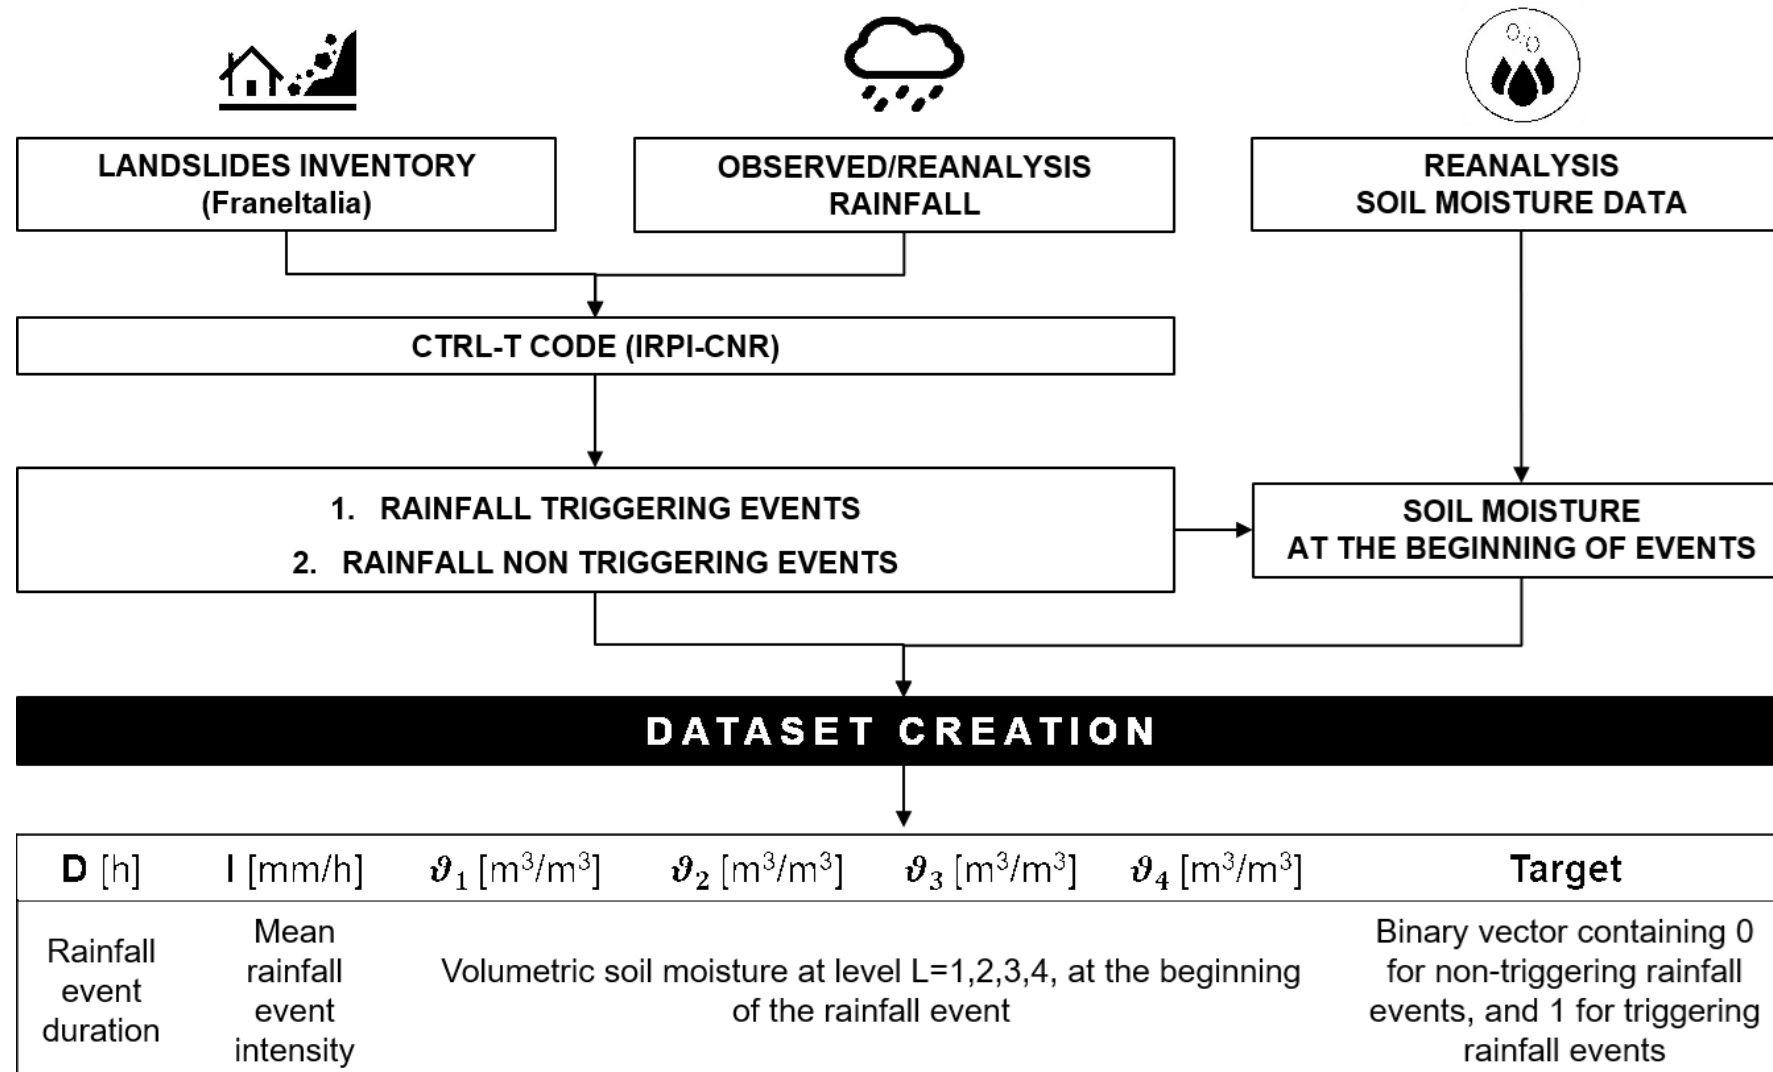 LANDSLIDES INVENTORY
(FraneItalia)
OBSERVED/REANALYSIS
RAINFALL
REANALYSIS
SOIL MOISTURE DATA
CTRL-T CODE (IRPI-CNR)
1. RAINFALL TRIGGERING EVENTS
2. RAINFALL NON TRIGGERING EVENTS
SOIL MOISTURE
AT THE BEGINNING OF EVENTS
DATASET CREATION
D [h]
I [mm/h]
ϑ₁ [m³/m³]
ϑ₂ [m³/m³]
ϑ₃ [m³/m³]
ϑ₄ [m³/m³]
Target
Rainfall
event
duration
Mean
rainfall
event
intensity
Volumetric soil moisture at level L=1,2,3,4, at the beginning
of the rainfall event
Binary vector containing 0
for non-triggering rainfall
events, and 1 for triggering
rainfall events